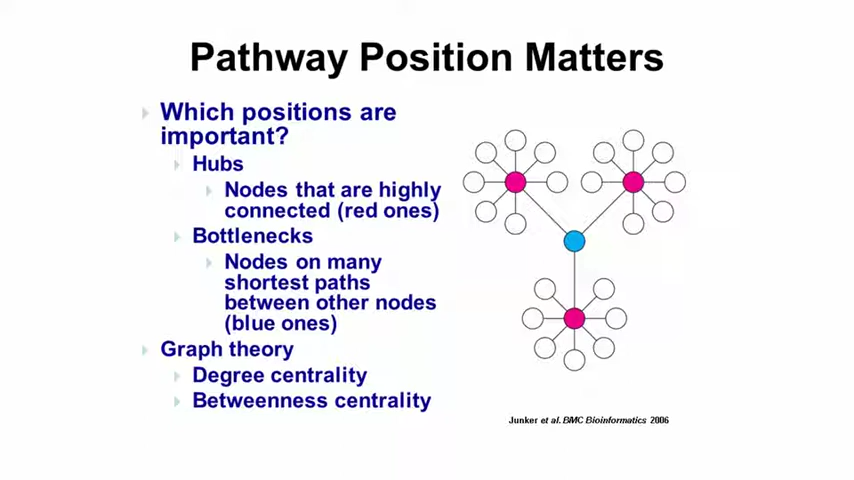 Pathway Position Matters
Which positions are
important?
Hubs
Nodes that are highly
connected (red ones)
Bottlenecks
Nodes on many
shortest paths
between other nodes
(blue ones)
Graph theory
Degree centrality
Betweenness centrality
Junker et al. BMC Bioinformatics 2006